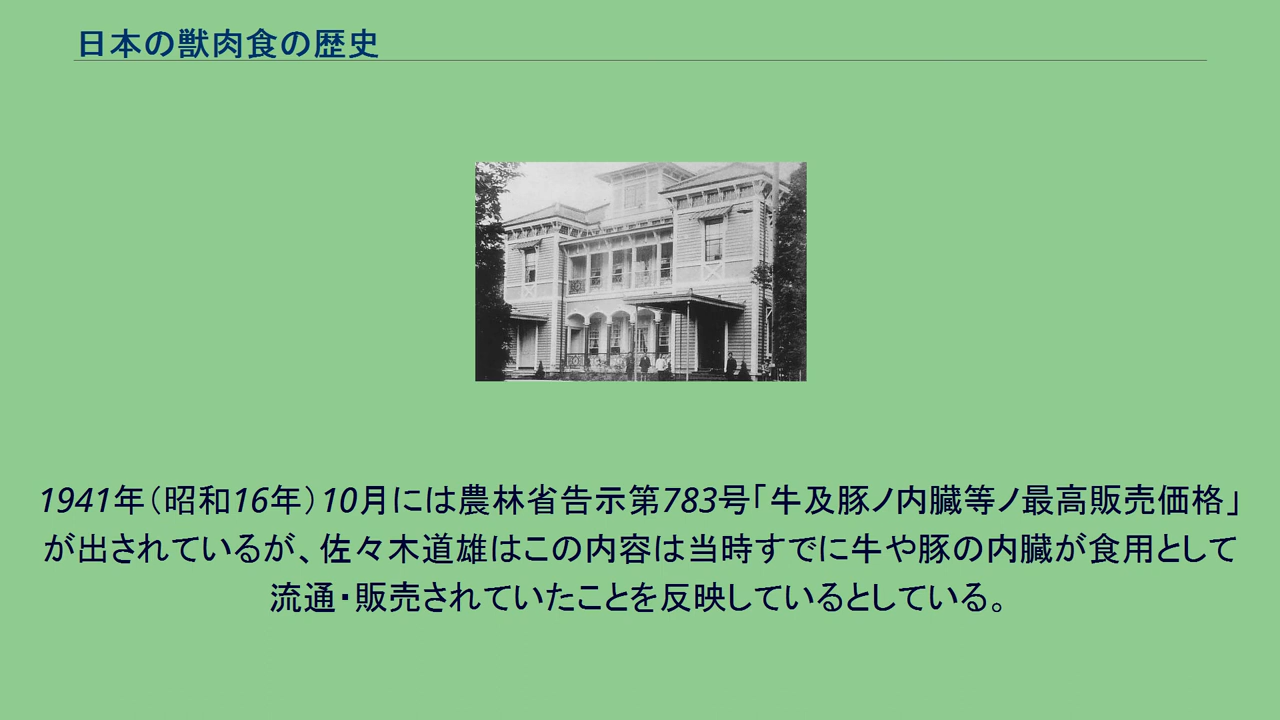 日本の獣肉食の歴史
1941年（昭和16年）10月には農林省告示第783号「牛及豚ノ内臓等ノ最高販売価格」
が出されているが、佐々木道雄はこの内容は当時すでに牛や豚の内臓が食用として
流通・販売されていたことを反映しているとしている。